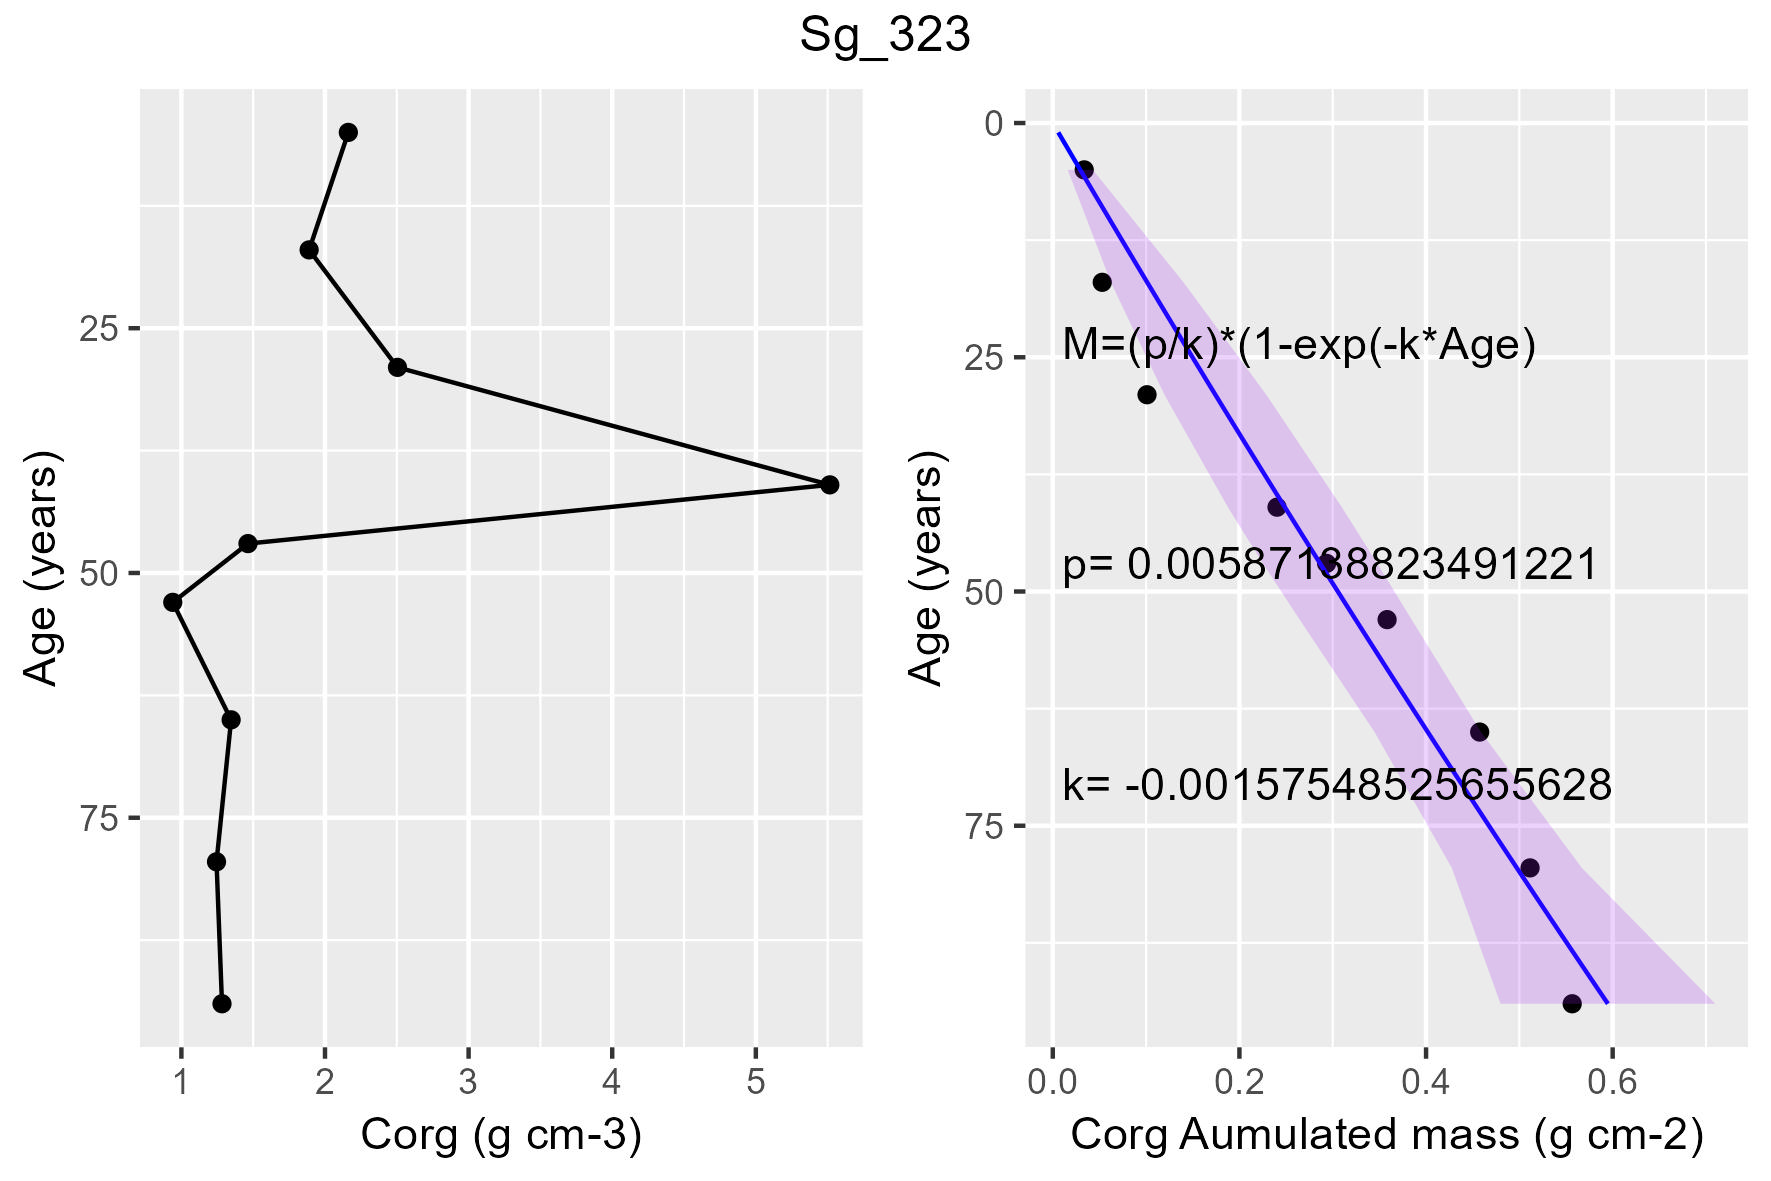 Sg_323
25
50
75
1 2 3 4 5
Age (years)
Corg (g cm-3)
M=(p/k)*(1-exp(-k*Age)
p= 0.00587138823491221
k= -0.00157548525655628
0
25
50
75
0.0 0.2 0.4 0.6
Age (years)
Corg Aumulated mass (g cm-2)